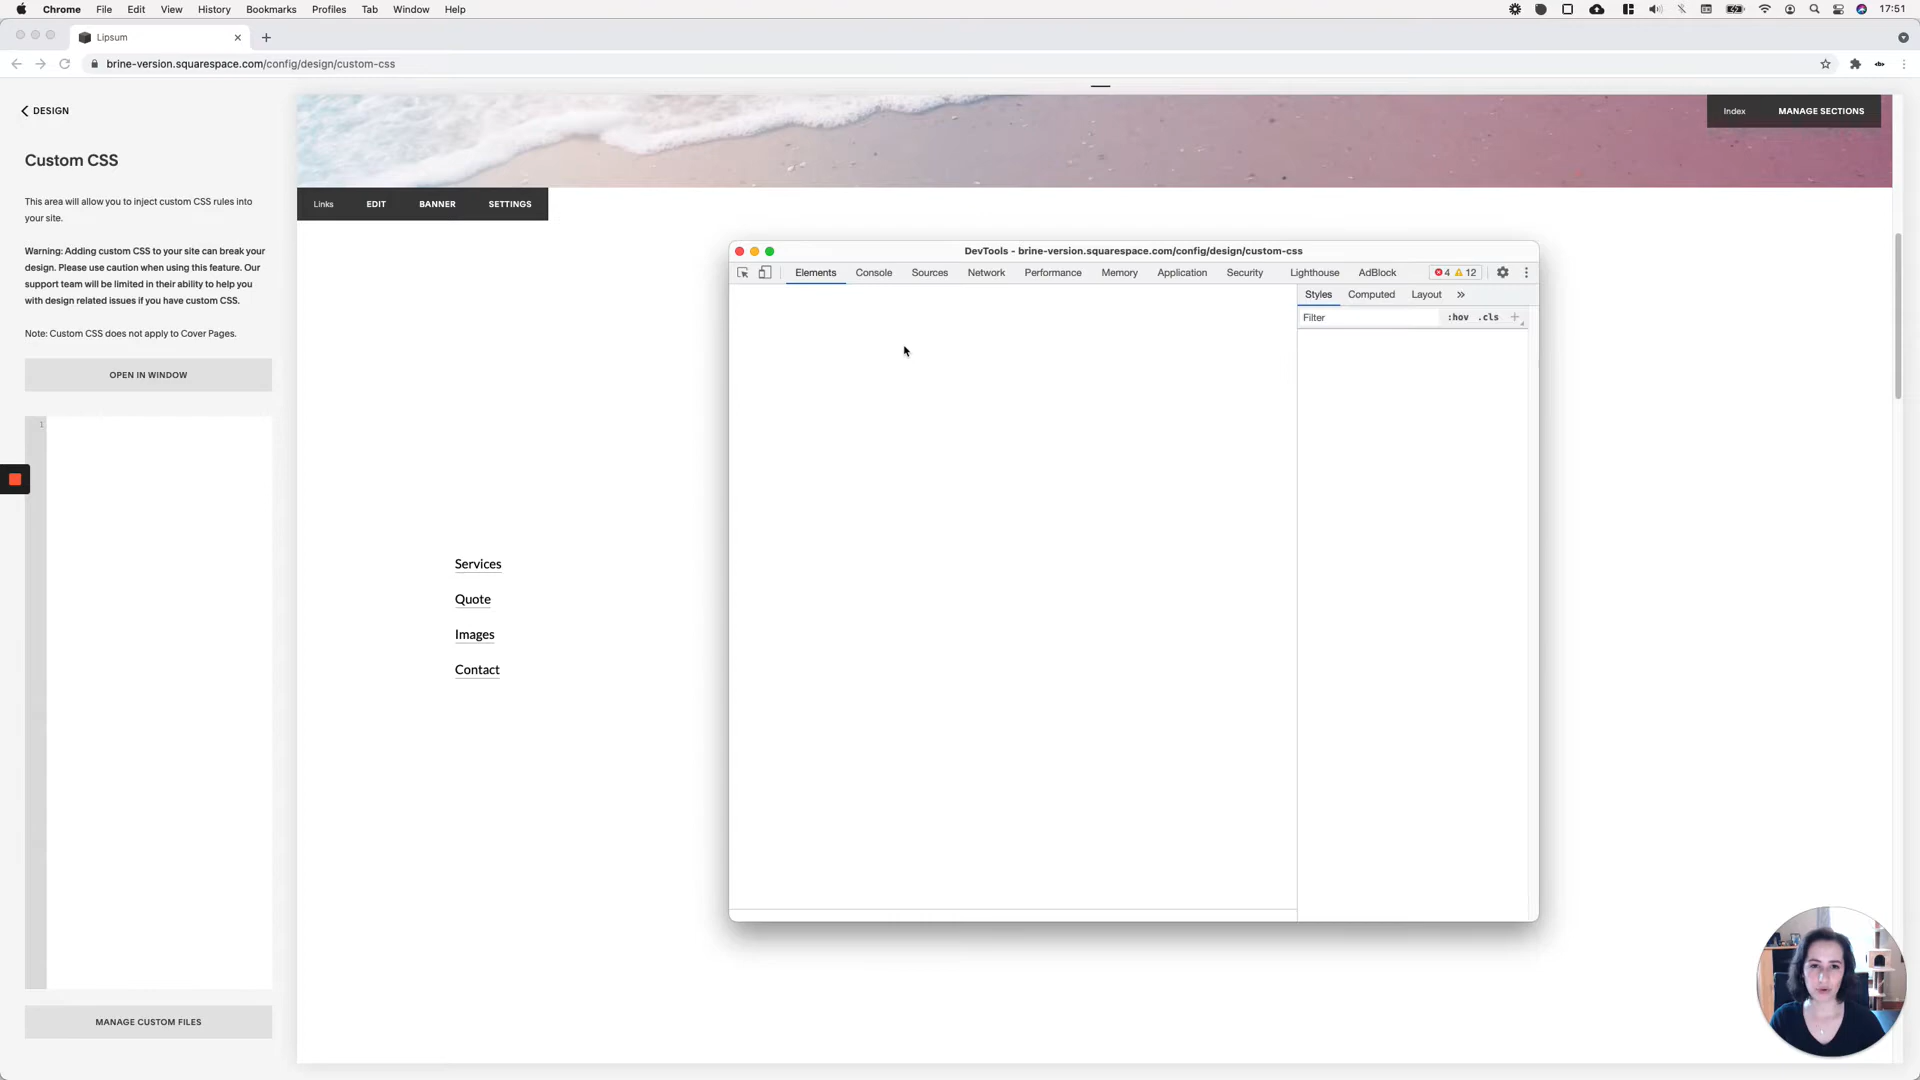 Chrome File Edit View History Bookmarks Profiles Tab Window Help 17:51
Lipsum
brine-version.squarespace.com/config/design/custom-css
DESIGN
Custom CSS
This area will allow you to inject custom CSS rules into
your site.
Warning: Adding custom CSS to your site can break your
design. Please use caution when using this feature. Our
support team will be limited in their ability to help you
with design related issues if you have custom CSS.
Note: Custom CSS does not apply to Cover Pages.
OPEN IN WINDOW
1
MANAGE CUSTOM FILES
Index MANAGE SECTIONS
Links EDIT BANNER SETTINGS
Services
Quote
Images
Contact
DevTools - brine-version.squarespace.com/config/design/custom-css
Elements Console Sources Network Performance Memory Application Security Lighthouse AdBlock 4 12
Styles Computed Layout »
Filter :hov .cls +